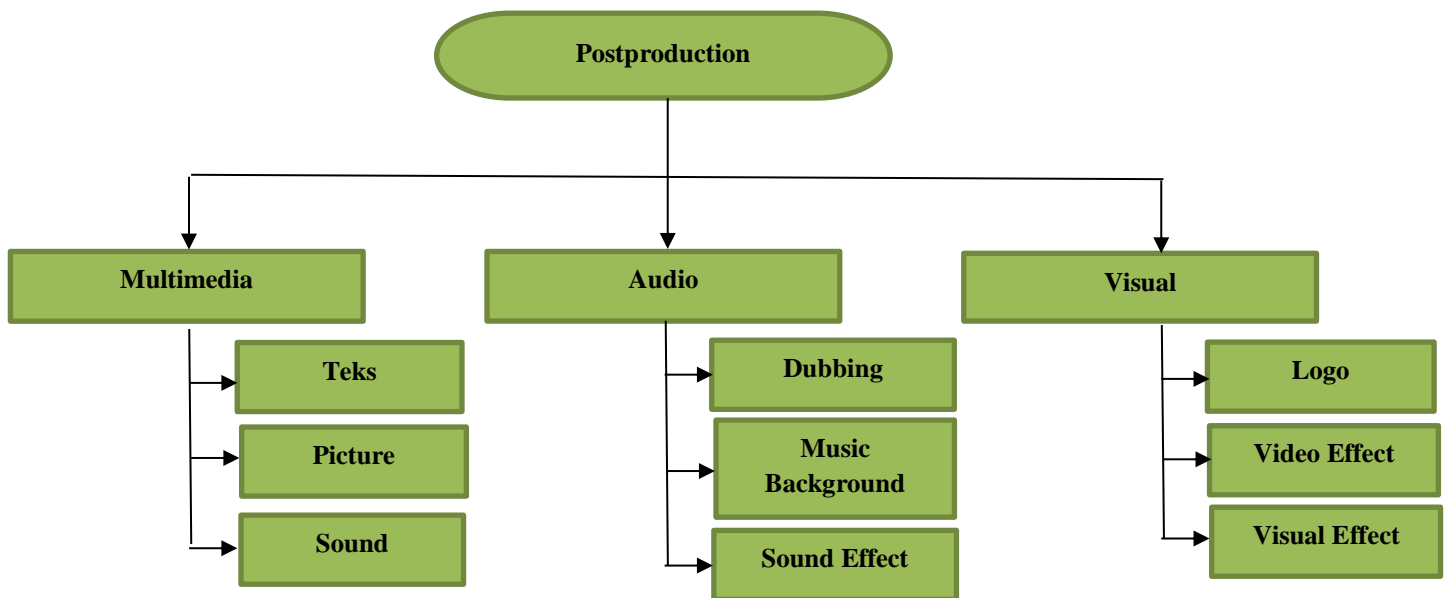 Postproduction
Multimedia
Audio
Visual
Teks
Picture
Sound
Dubbing
Music
Background
Sound Effect
Logo
Video Effect
Visual Effect